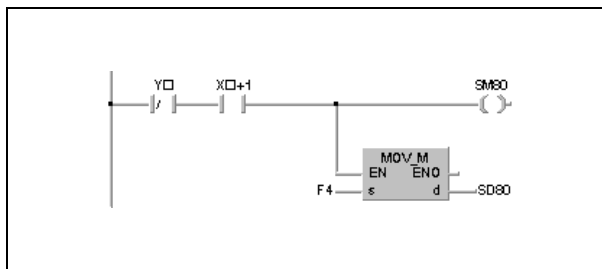 Y□ X□+1 SM80
/ ( )
MOV_M
EN ENO
F4 s d SD80